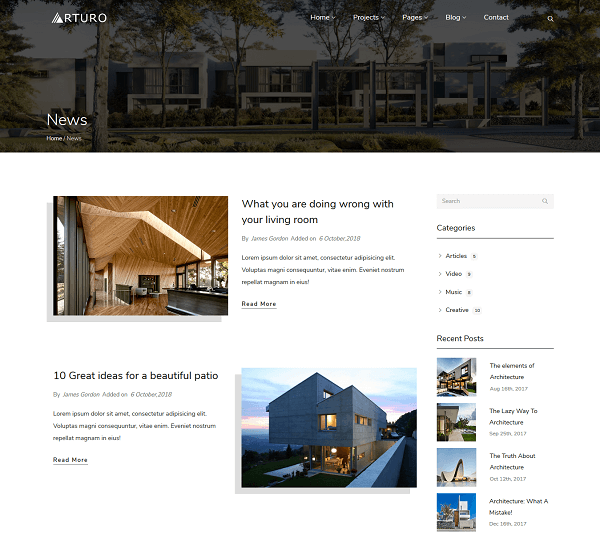 ARTURO
Home Projects Pages Blog Contact
News
Home / News
What you are doing wrong with
your living room
By James Gordon Added on 6 October,2018
Lorem ipsum dolor sit amet, consectetur adipisicing elit.
Voluptas magni consequuntur, vitae enim. Eveniet nostrum
repellat magnam in eius!
Read More
10 Great ideas for a beautiful patio
By James Gordon Added on 6 October,2018
Lorem ipsum dolor sit amet, consectetur adipisicing elit.
Voluptas magni consequuntur, vitae enim. Eveniet nostrum
repellat magnam in eius!
Read More
Search
Categories
Articles 5
Video 9
Music 8
Creative 10
Recent Posts
The elements of
Architecture
Aug 16th, 2017
The Lazy Way To
Architecture
Sep 25th, 2017
The Truth About
Architecture
Oct 12th, 2017
Architecture: What A
Mistake!
Dec 16th, 2017